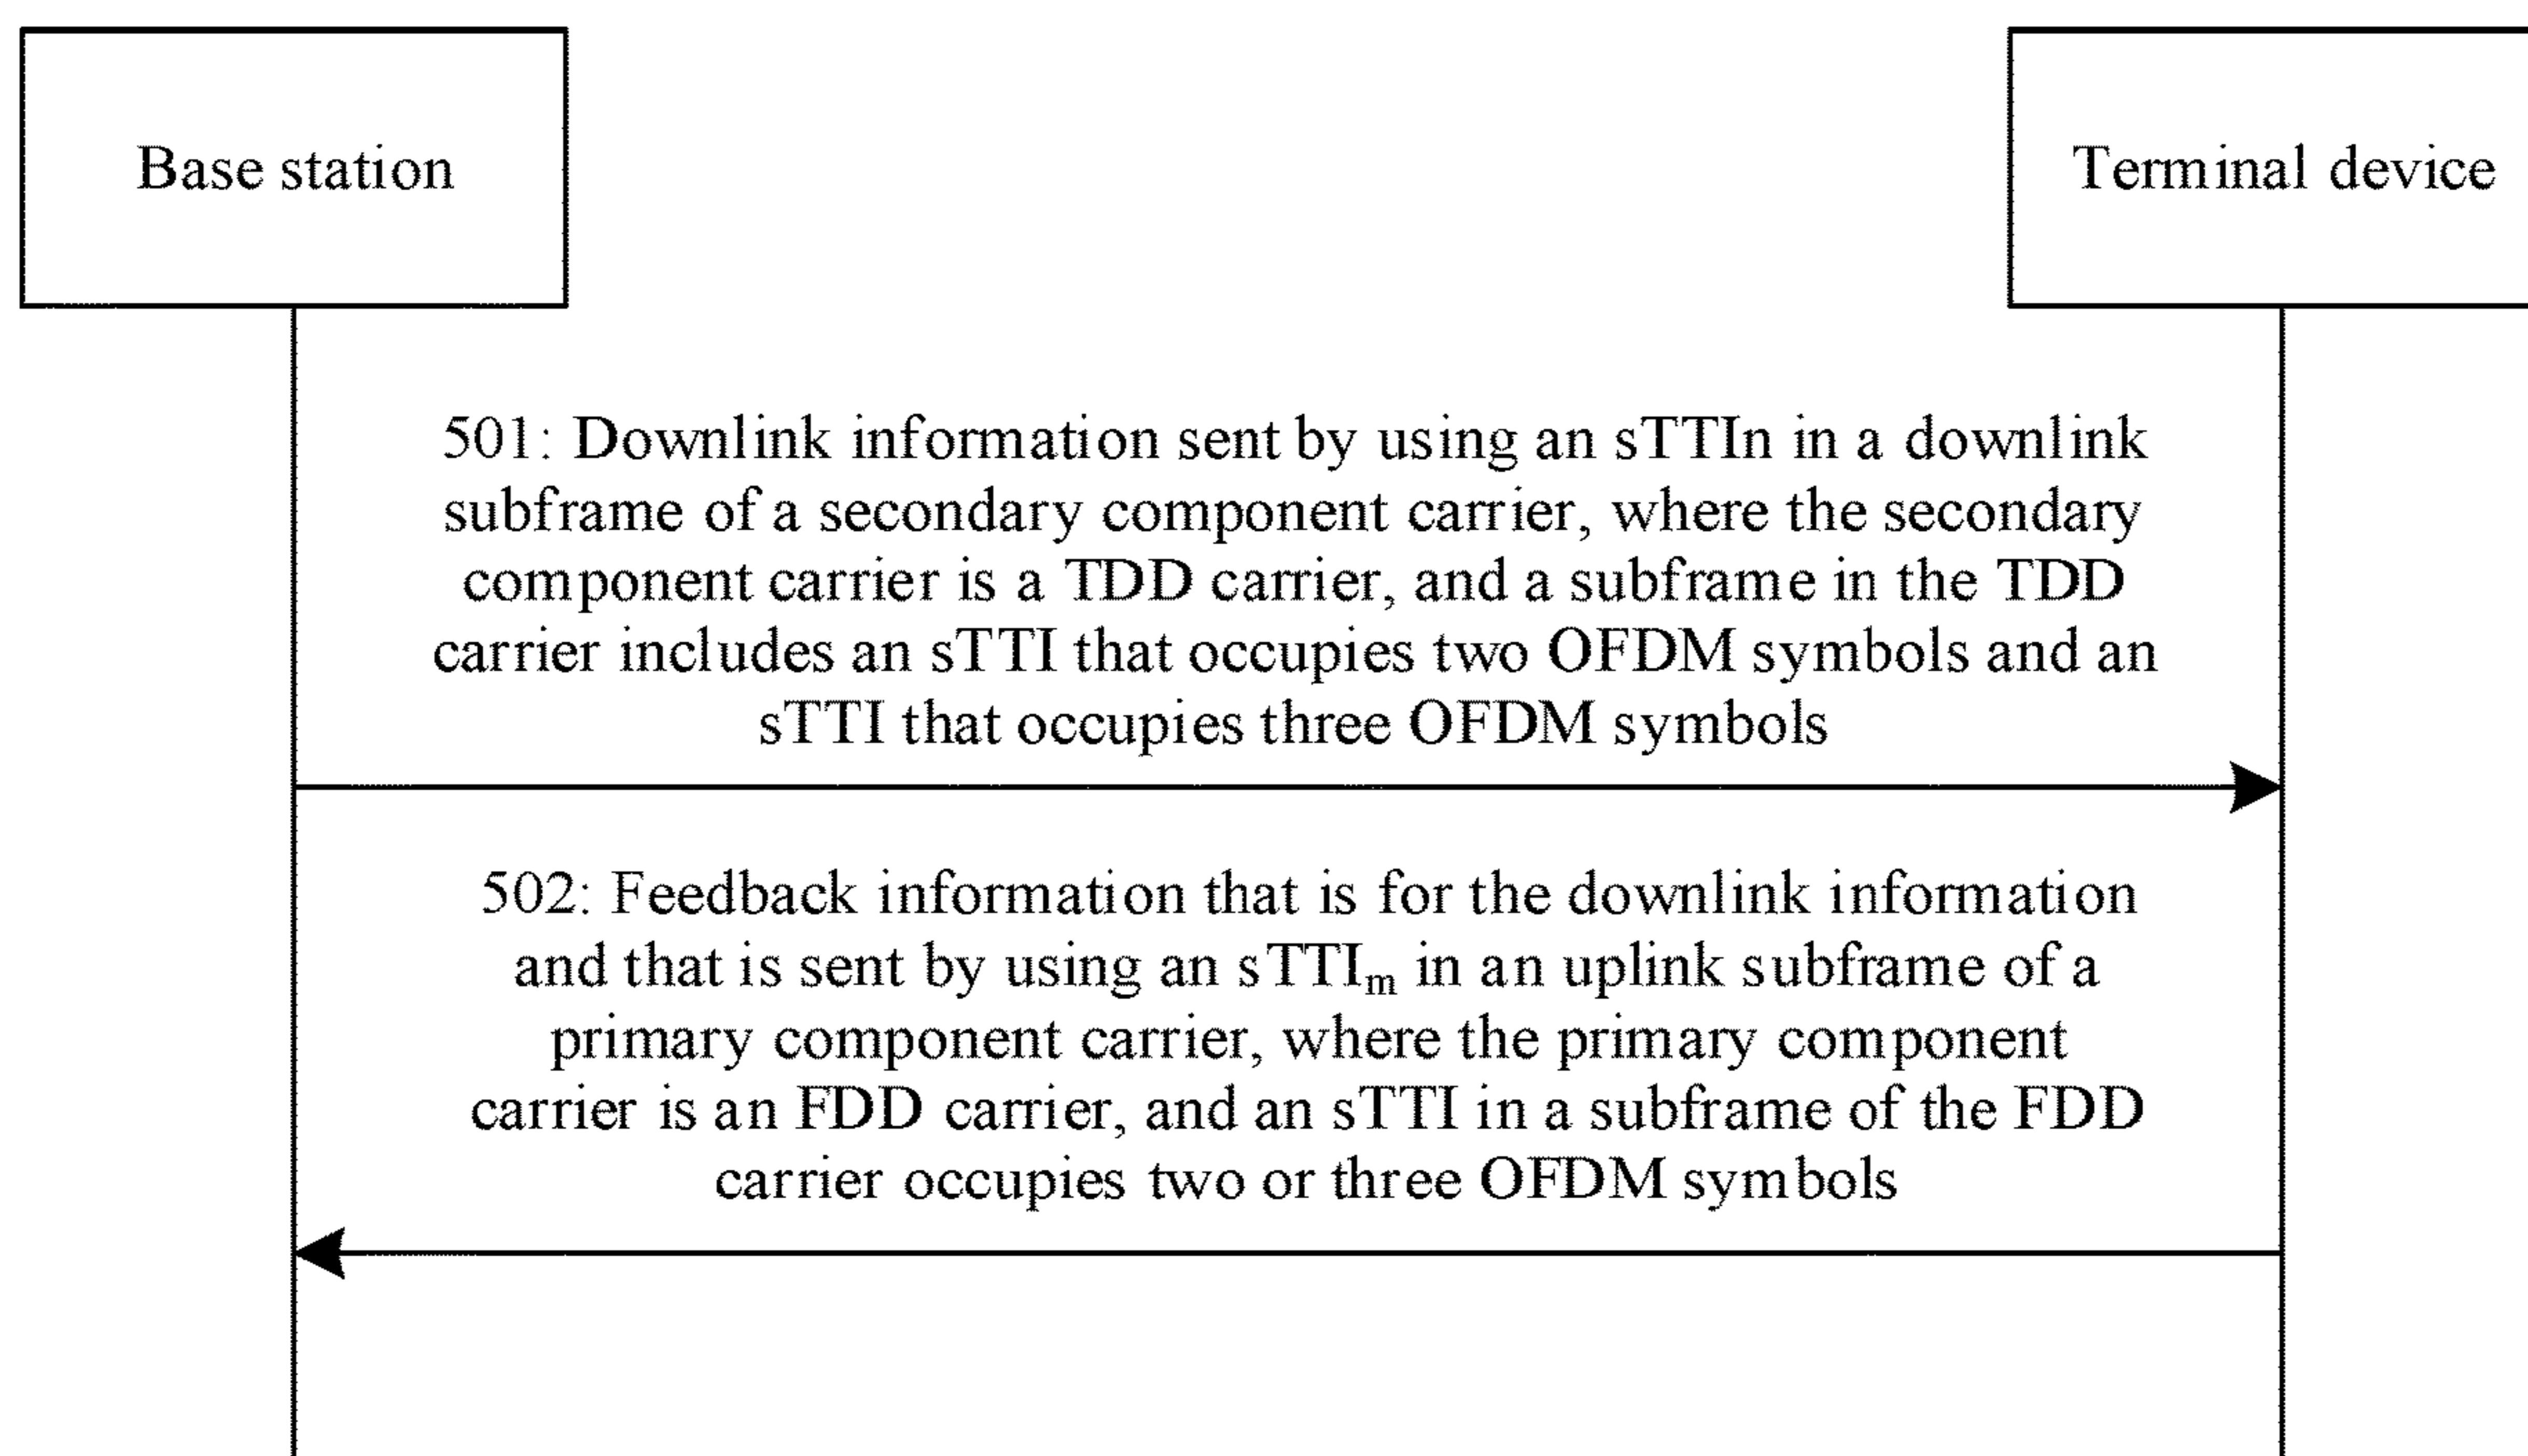 Base station
Terminal device
501: Downlink information sent by using an sTTIn in a downlink
subframe of a secondary component carrier, where the secondary
component carrier is a TDD carrier, and a subframe in the TDD
carrier includes an sTTI that occupies two OFDM symbols and an
sTTI that occupies three OFDM symbols
502: Feedback information that is for the downlink information
and that is sent by using an sTTIₘ in an uplink subframe of a
primary component carrier, where the primary component
carrier is an FDD carrier, and an sTTI in a subframe of the FDD
carrier occupies two or three OFDM symbols